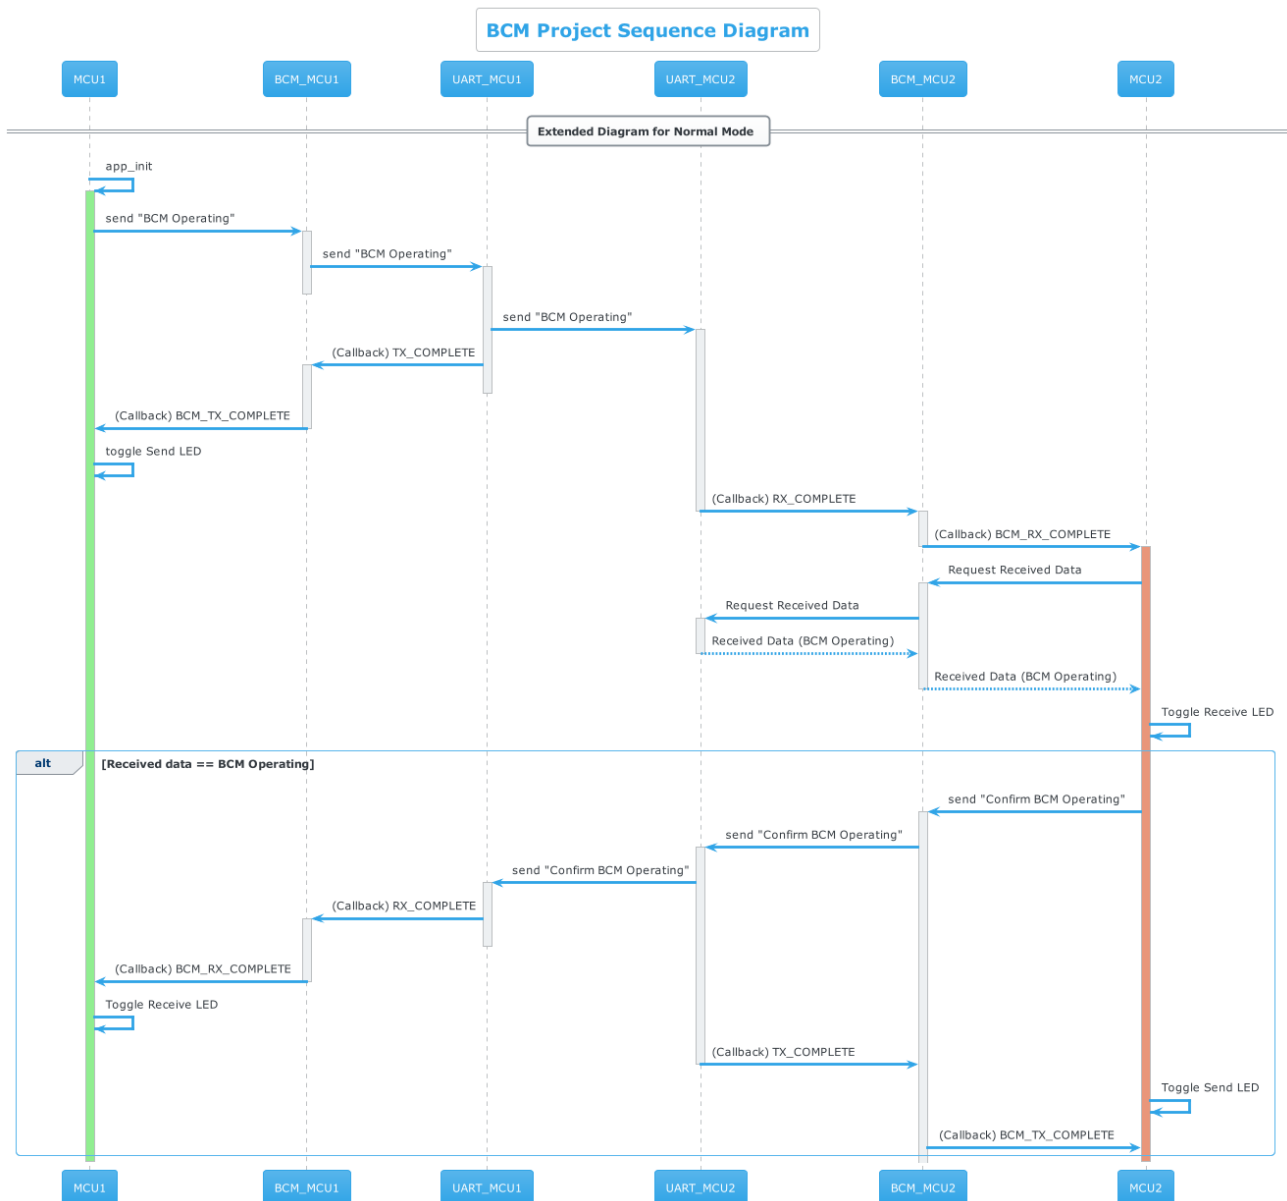 BCM Project Sequence Diagram
MCU1
BCM_MCU1
UART_MCU1
UART_MCU2
BCM_MCU2
MCU2
Extended Diagram for Normal Mode
app_init
send "BCM Operating"
send "BCM Operating"
send "BCM Operating"
(Callback) TX_COMPLETE
(Callback) BCM_TX_COMPLETE
toggle Send LED
(Callback) RX_COMPLETE
(Callback) BCM_RX_COMPLETE
Request Received Data
Request Received Data
Received Data (BCM Operating)
Received Data (BCM Operating)
Toggle Receive LED
alt
[Received data == BCM Operating]
send "Confirm BCM Operating"
send "Confirm BCM Operating"
send "Confirm BCM Operating"
(Callback) RX_COMPLETE
(Callback) BCM_RX_COMPLETE
Toggle Receive LED
(Callback) TX_COMPLETE
Toggle Send LED
(Callback) BCM_TX_COMPLETE
MCU1
BCM_MCU1
UART_MCU1
UART_MCU2
BCM_MCU2
MCU2